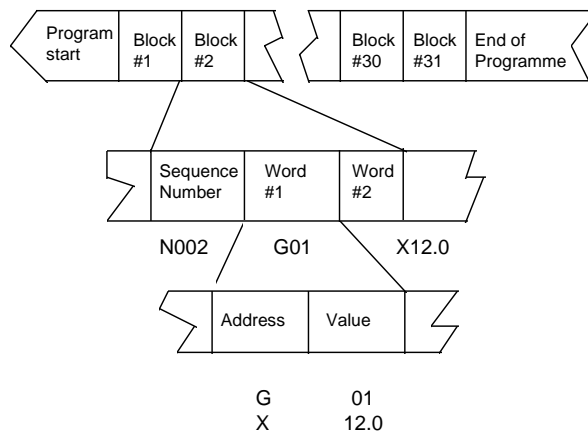 Program start
Block #1
Block #2
Block #30
Block #31
End of Programme
Sequence Number
Word #1
Word #2
N002
G01
X12.0
Address
Value
G 01
X 12.0